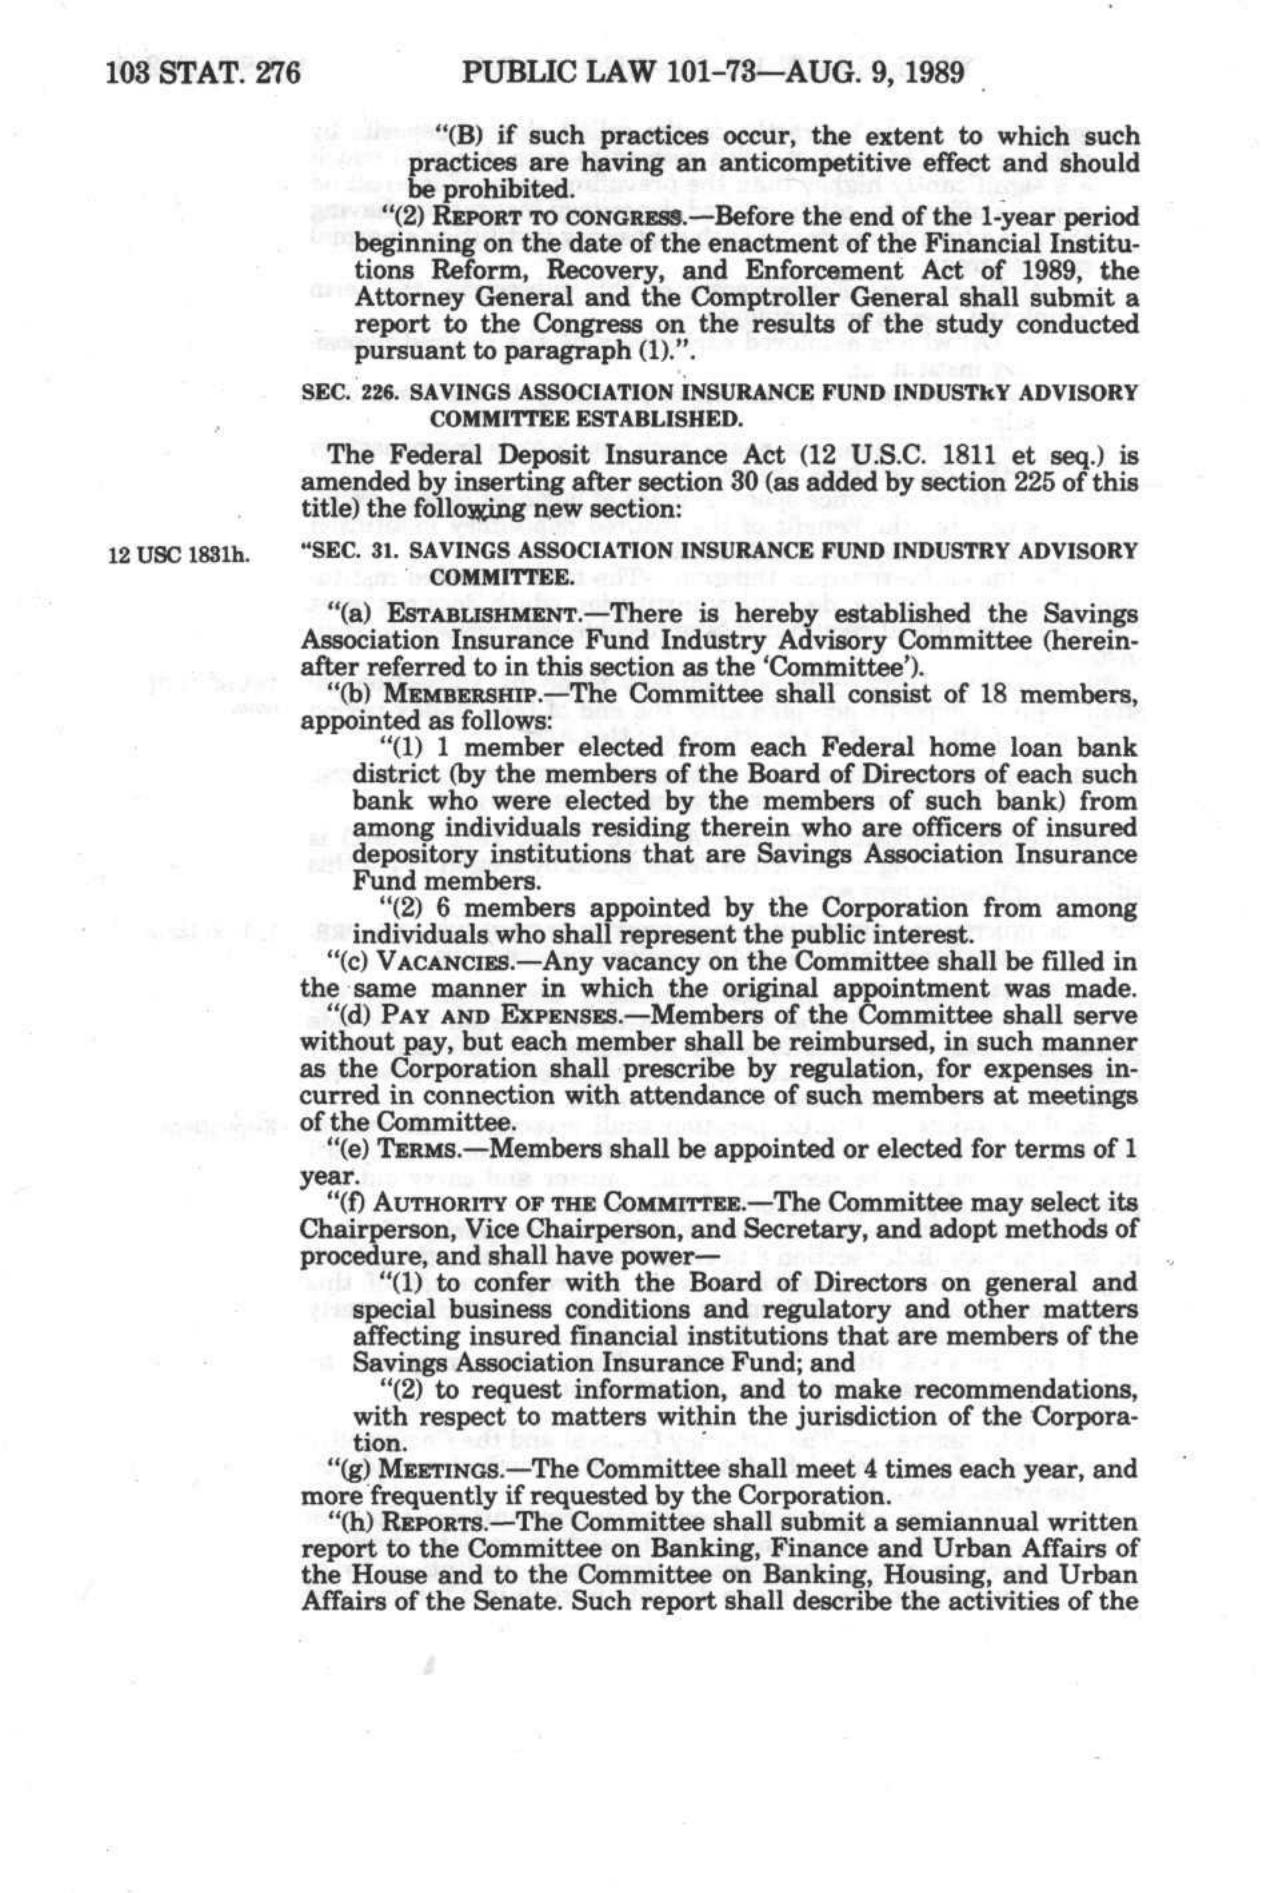 103 STAT. 276 PUBLIC LAW 101-73—AUG. 9, 1989
“(B) if such practices occur, the extent to which such
practices are having an anticompetitive effect and should
be prohibited.
“(2) REPORT TO CONGRESS.—Before the end of the 1-year period
beginning on the date of the enactment of the Financial Institu-
tions Reform, Recovery, and Enforcement Act of 1989, the
Attorney General and the Comptroller General shall submit a
report to the Congress on the results of the study conducted
pursuant to paragraph (1).”.
SEC. 226. SAVINGS ASSOCIATION INSURANCE FUND INDUSTRY ADVISORY
COMMITTEE ESTABLISHED.
The Federal Deposit Insurance Act (12 U.S.C. 1811 et seq.) is
amended by inserting after section 30 (as added by section 225 of this
title) the following new section:
12 USC 1831h. “SEC. 31. SAVINGS ASSOCIATION INSURANCE FUND INDUSTRY ADVISORY
COMMITTEE.
“(a) ESTABLISHMENT.—There is hereby established the Savings
Association Insurance Fund Industry Advisory Committee (herein-
after referred to in this section as the ‘Committee’).
“(b) MEMBERSHIP.—The Committee shall consist of 18 members,
appointed as follows:
“(1) 1 member elected from each Federal home loan bank
district (by the members of the Board of Directors of each such
bank who were elected by the members of such bank) from
among individuals residing therein who are officers of insured
depository institutions that are Savings Association Insurance
Fund members.
“(2) 6 members appointed by the Corporation from among
individuals who shall represent the public interest.
“(c) VACANCIES.—Any vacancy on the Committee shall be filled in
the same manner in which the original appointment was made.
“(d) PAY AND EXPENSES.—Members of the Committee shall serve
without pay, but each member shall be reimbursed, in such manner
as the Corporation shall prescribe by regulation, for expenses in-
curred in connection with attendance of such members at meetings
of the Committee.
“(e) TERMS.—Members shall be appointed or elected for terms of 1
year.
“(f) AUTHORITY OF THE COMMITTEE.—The Committee may select its
Chairperson, Vice Chairperson, and Secretary, and adopt methods of
procedure, and shall have power—
“(1) to confer with the Board of Directors on general and
special business conditions and regulatory and other matters
affecting insured financial institutions that are members of the
Savings Association Insurance Fund; and
“(2) to request information, and to make recommendations,
with respect to matters within the jurisdiction of the Corpora-
tion.
“(g) MEETINGS.—The Committee shall meet 4 times each year, and
more frequently if requested by the Corporation.
“(h) REPORTS.—The Committee shall submit a semiannual written
report to the Committee on Banking, Finance and Urban Affairs of
the House and to the Committee on Banking, Housing, and Urban
Affairs of the Senate. Such report shall describe the activities of the